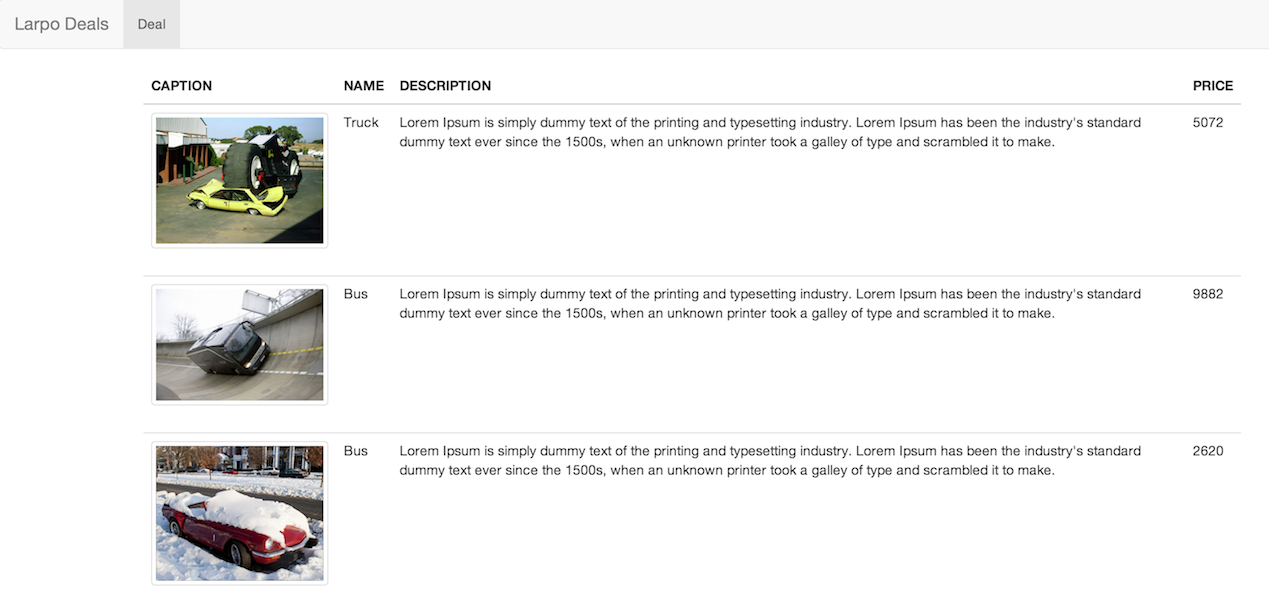 Larpo Deals Deal
CAPTION NAME DESCRIPTION PRICE
Truck Lorem Ipsum is simply dummy text of the printing and typesetting industry. Lorem Ipsum has been the industry's standard 5072
dummy text ever since the 1500s, when an unknown printer took a galley of type and scrambled it to make.
Bus Lorem Ipsum is simply dummy text of the printing and typesetting industry. Lorem Ipsum has been the industry's standard 9882
dummy text ever since the 1500s, when an unknown printer took a galley of type and scrambled it to make.
Bus Lorem Ipsum is simply dummy text of the printing and typesetting industry. Lorem Ipsum has been the industry's standard 2620
dummy text ever since the 1500s, when an unknown printer took a galley of type and scrambled it to make.